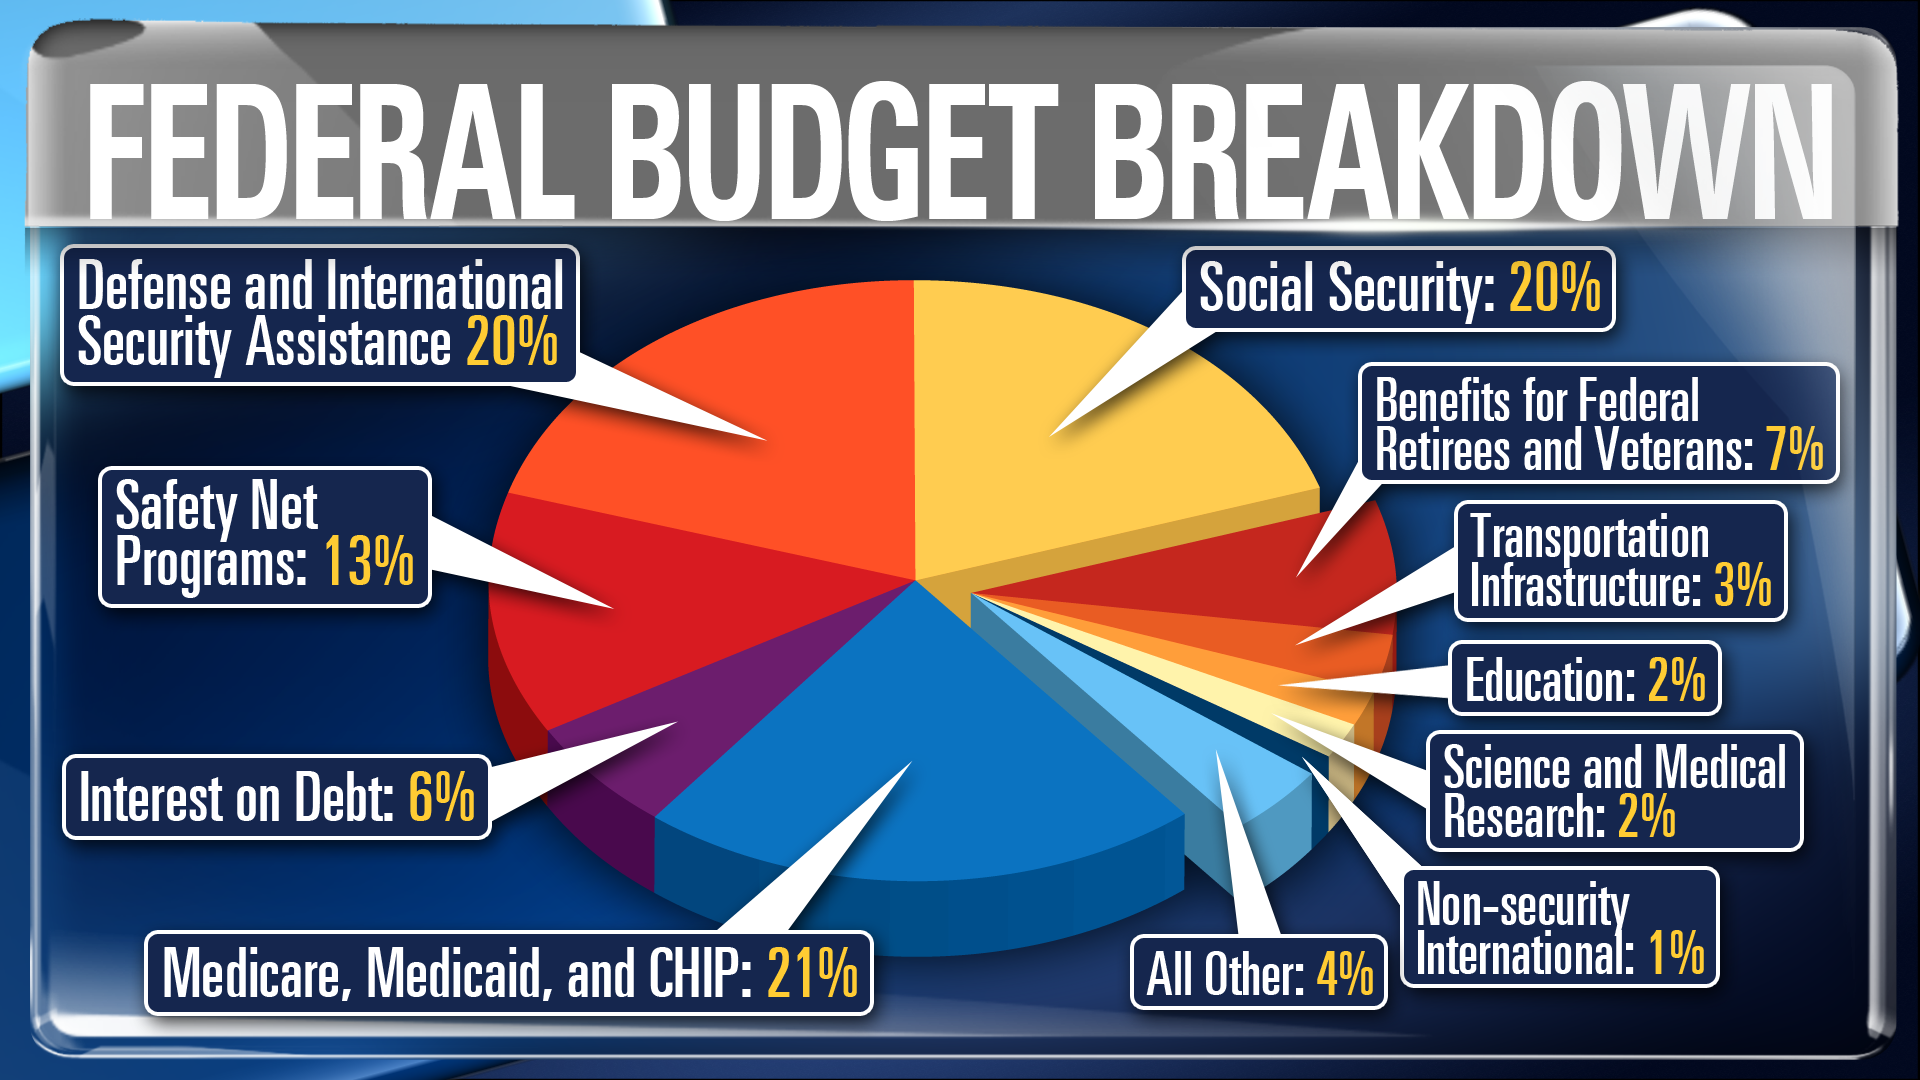 FEDERAL BUDGET BREAKDOWN
Defense and International
Security Assistance 20%
Social Security: 20%
Benefits for Federal
Retirees and Veterans: 7%
Safety Net
Programs: 13%
Transportation
Infrastructure: 3%
Education: 2%
Interest on Debt: 6%
Science and Medical
Research: 2%
Non-security
International: 1%
Medicare, Medicaid, and CHIP: 21%
All Other: 4%